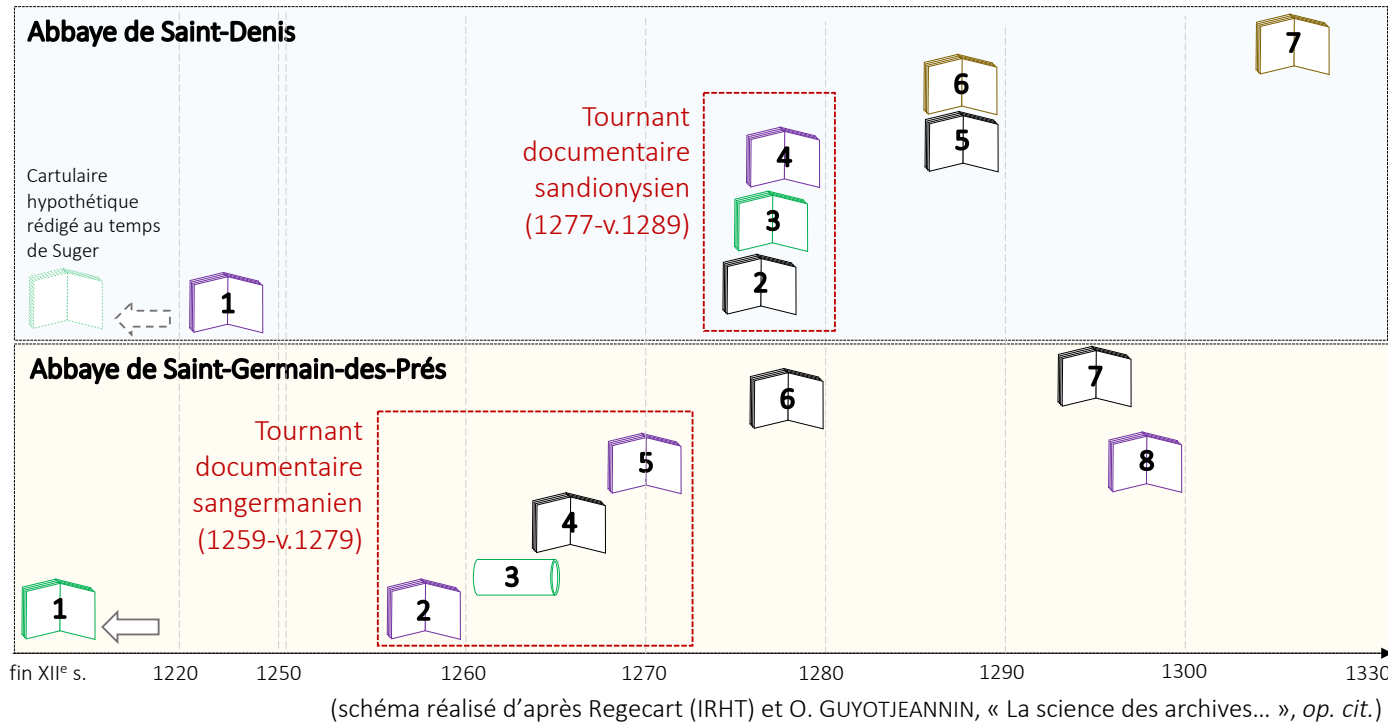 Abbaye de Saint-Denis
7
6
Tournant
documentaire
sandionysien
(1277-v.1289)
5
4
Cartulaire
hypothétique
rédigé au temps
de Suger
3
2
1
Abbaye de Saint-Germain-des-Prés
7
6
Tournant
documentaire
sangermanien
(1259-v.1279)
5
8
4
3
2
1
fin XIIᵉ s. 1220 1250 1260 1270 1280 1290 1300 1330
(schéma réalisé d’après Regecart (IRHT) et O. GUYOTJEANNIN, « La science des archives... », op. cit.)